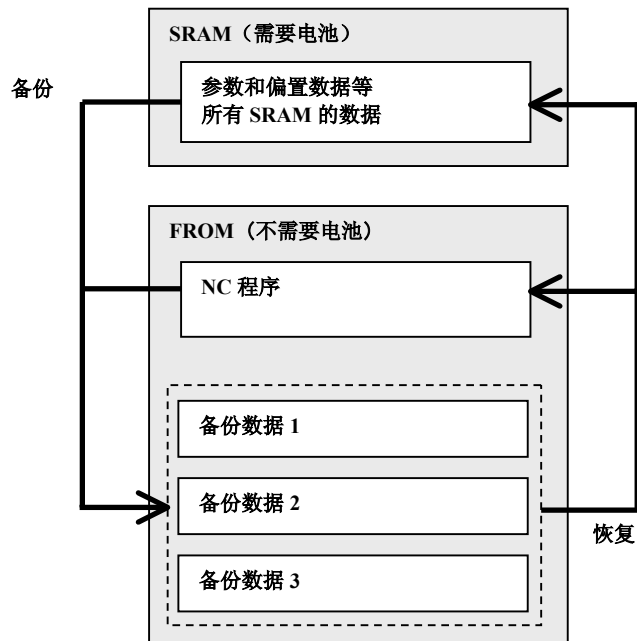 SRAM（需要电池）
备份
参数和偏置数据等
所有 SRAM 的数据
FROM（不需要电池）
NC 程序
备份数据 1
备份数据 2
恢复
备份数据 3